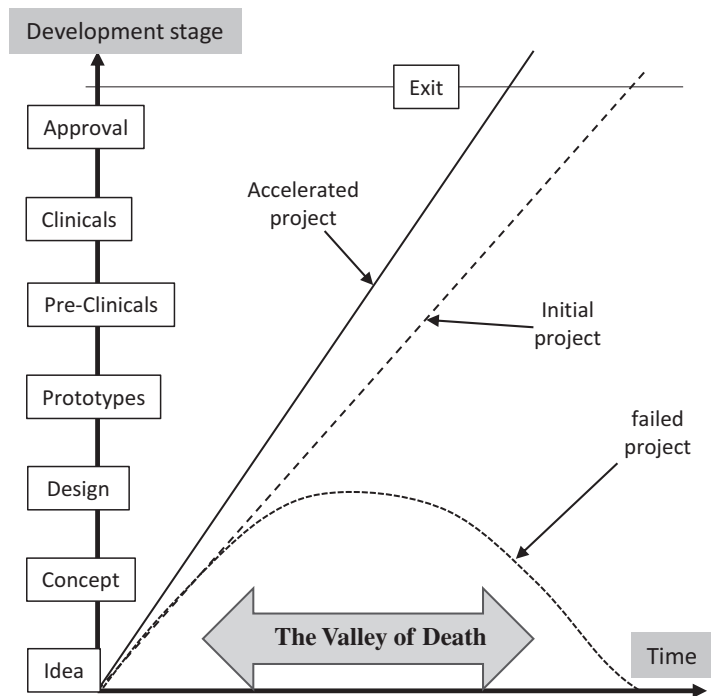 Development stage
Exit
Approval
Accelerated
project
Clinicals
Pre-Clinicals
Initial
project
Prototypes
failed
project
Design
Concept
The Valley of Death
Time
Idea